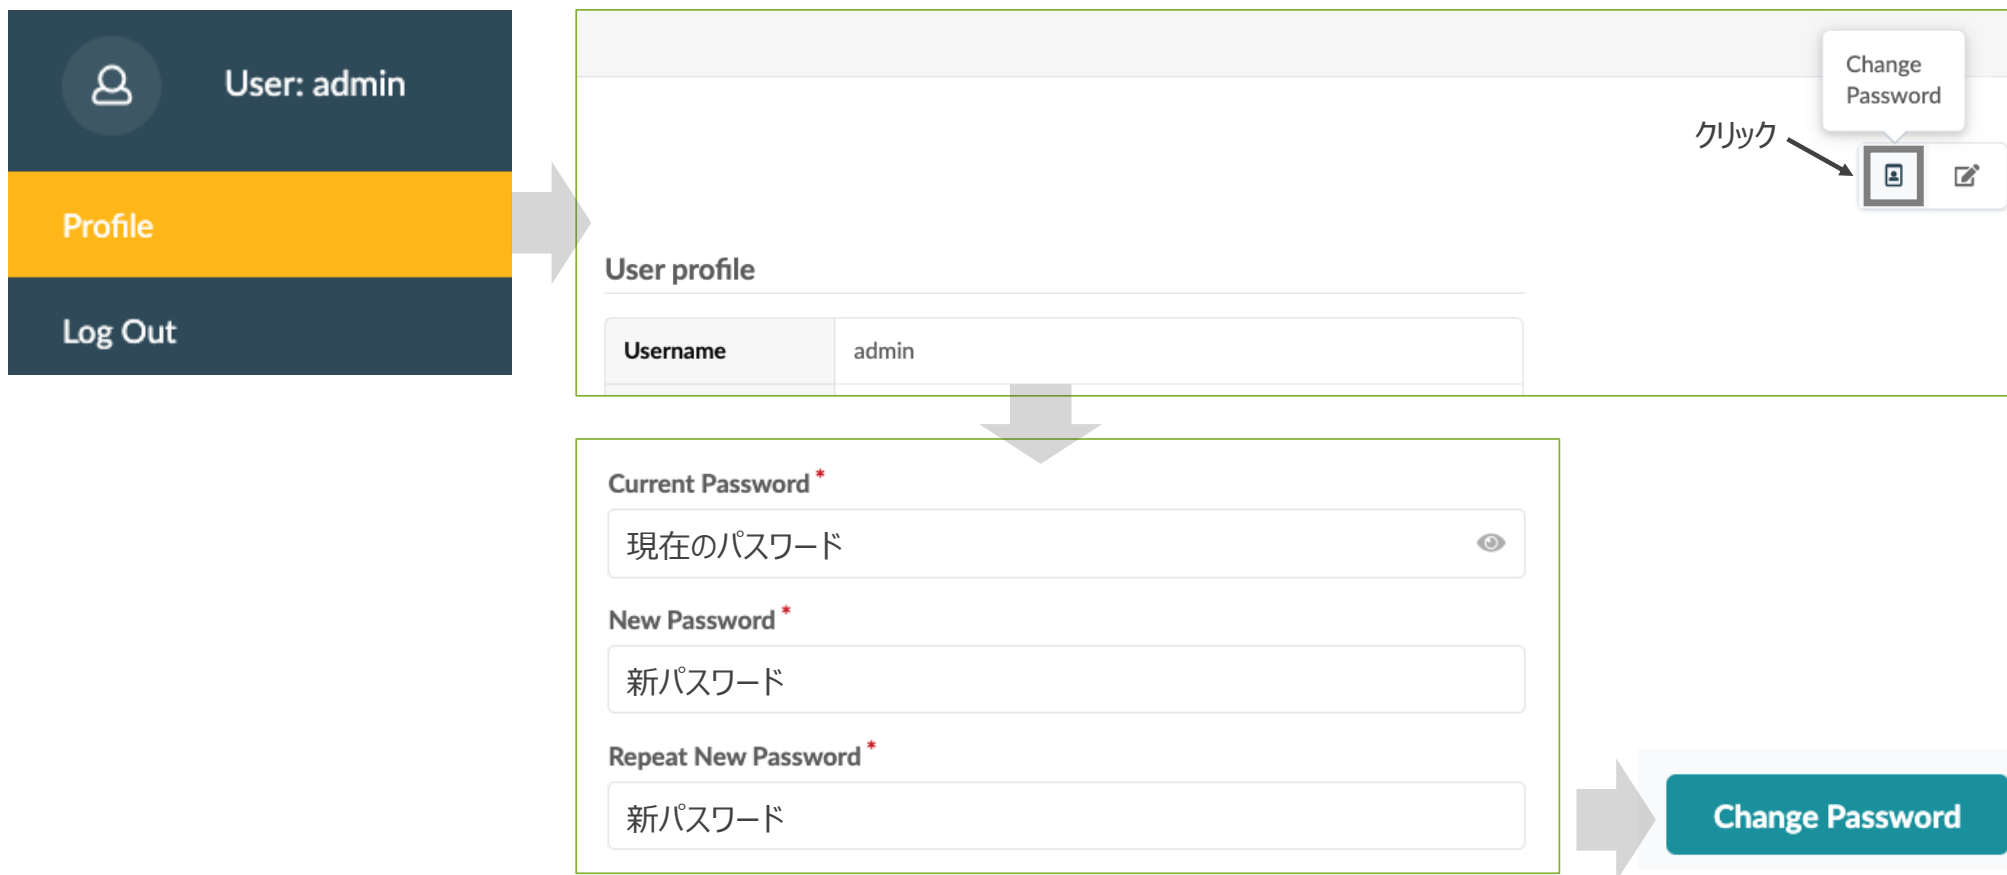 User: admin
Profile
Log Out
Change
Password
クリック
User profile
Username admin
Current Password *
現在のパスワード
New Password *
新パスワード
Repeat New Password *
新パスワード
Change Password